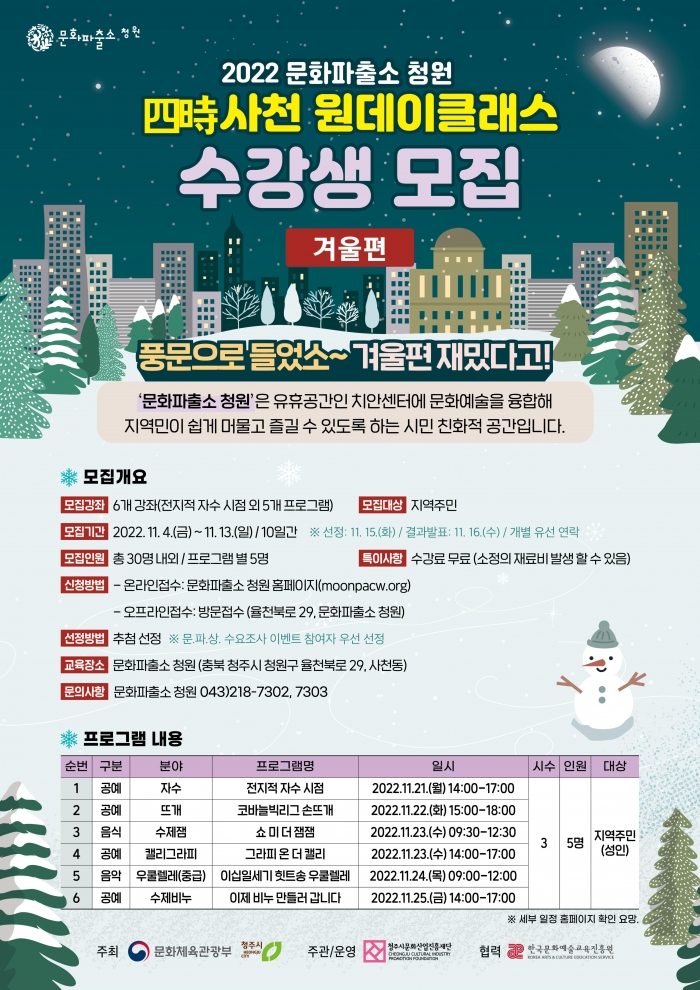 문화파출소 청원
2022 문화파출소 청원
四時사천 원데이클래스
수강생 모집
겨울편
풍문으로 들었소~ 겨울편 재밌다고!
‘문화파출소 청원’은 유휴공간인 치안센터에 문화예술을 융합해
지역민이 쉽게 머물고 즐길 수 있도록 하는 시민 친화적 공간입니다.
모집개요
모집강좌 6개 강좌(전지적 자수 시점 외 5개 프로그램) 모집대상 지역주민
모집기간 2022. 11. 4.(금) ~ 11. 13.(일) / 10일간 ※ 선정: 11. 15.(화) / 결과발표: 11. 16.(수) / 개별 유선 연락
모집인원 총 30명 내외 / 프로그램 별 5명 특이사항 수강료 무료 (소정의 재료비 발생 할 수 있음)
신청방법 – 온라인접수: 문화파출소 청원 홈페이지(moonpacw.org)
– 오프라인접수: 방문접수 (율천북로 29, 문화파출소 청원)
선정방법 추첨 선정 ※ 문.파.상. 수요조사 이벤트 참여자 우선 선정
교육장소 문화파출소 청원 (충북 청주시 청원구 율천북로 29, 사천동)
문의사항 문화파출소 청원 043)218-7302, 7303
프로그램 내용
순번 구분 분야 프로그램명 일시 시수 인원 대상
1 공예 자수 전지적 자수 시점 2022.11.21.(월) 14:00-17:00
2 공예 뜨개 코바늘빅리그 손뜨개 2022.11.22.(화) 15:00-18:00
3 음식 수제잼 쇼 미 더 잼잼 2022.11.23.(수) 09:30-12:30
4 공예 캘리그라피 그라피 온 더 캘리 2022.11.23.(수) 14:00-17:00
5 음악 우쿨렐레(중급) 이십일세기 힛트송 우쿨렐레 2022.11.24.(목) 09:00-12:00
6 공예 수제비누 이제 비누 만들러 갑니다 2022.11.25.(금) 14:00-17:00
3 5명 지역주민
(성인)
※ 세부 일정 홈페이지 확인 요망.
주최 문화체육관광부 청주시 CHEONGJU CITY 주관/운영 청주시문화산업진흥재단 CHEONGJU CULTURAL INDUSTRY PROMOTION FOUNDATION 협력 한국문화예술교육진흥원 KOREA ARTS & CULTURE EDUCATION SERVICE